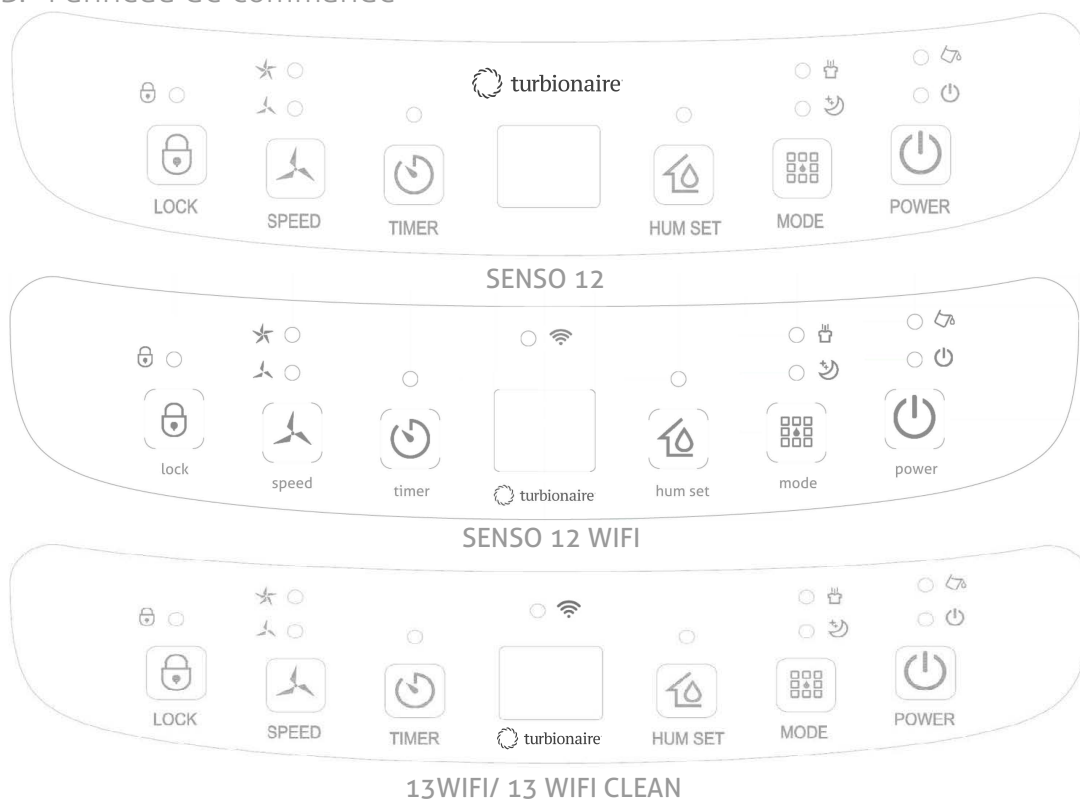 turbionaire
LOCK SPEED TIMER HUM SET MODE POWER
SENSO 12
lock speed timer hum set mode power
turbionaire
SENSO 12 WIFI
LOCK SPEED TIMER HUM SET MODE POWER
turbionaire
13WIFI/ 13 WIFI CLEAN